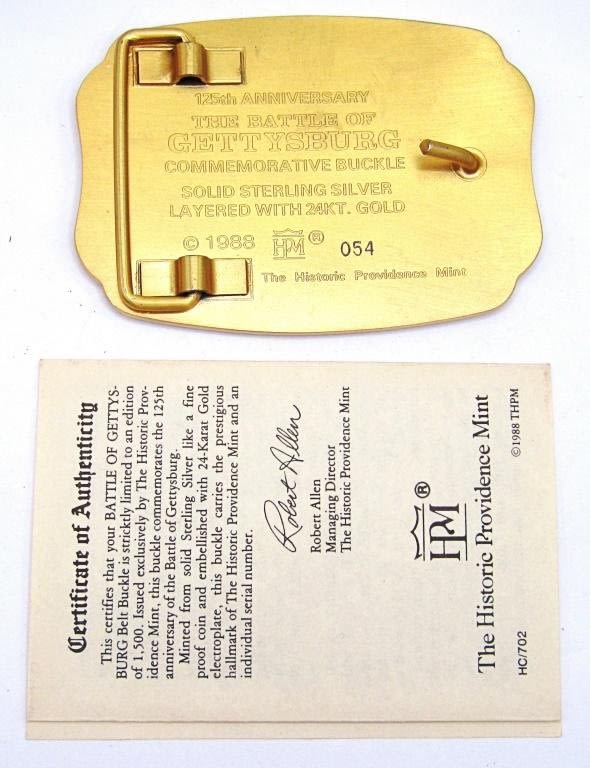 125th ANNIVERSARY
THE BATTLE OF
GETTYSBURG
COMMEMORATIVE BUCKLE
SOLID STERLING SILVER
LAYERED WITH 24KT. GOLD
© 1988 HPM ® 054
The Historic Providence Mint
Certificate of Authenticity
This certifies that your BATTLE OF GETTYS-
BURG Belt Buckle is stricktly limited to an edition
of 1,500. Issued exclusively by The Historic Prov-
idence Mint, this buckle commemorates the 125th
anniversary of the Battle of Gettysburg.
Minted from solid Sterling Silver like a fine
proof coin and embellished with 24-Karat Gold
electroplate, this buckle carries the prestigious
hallmark of The Historic Providence Mint and an
individual serial number.
Robert Allen
Robert Allen
Managing Director
The Historic Providence Mint
HPM®
The Historic Providence Mint
HC/702
©1988 THPM